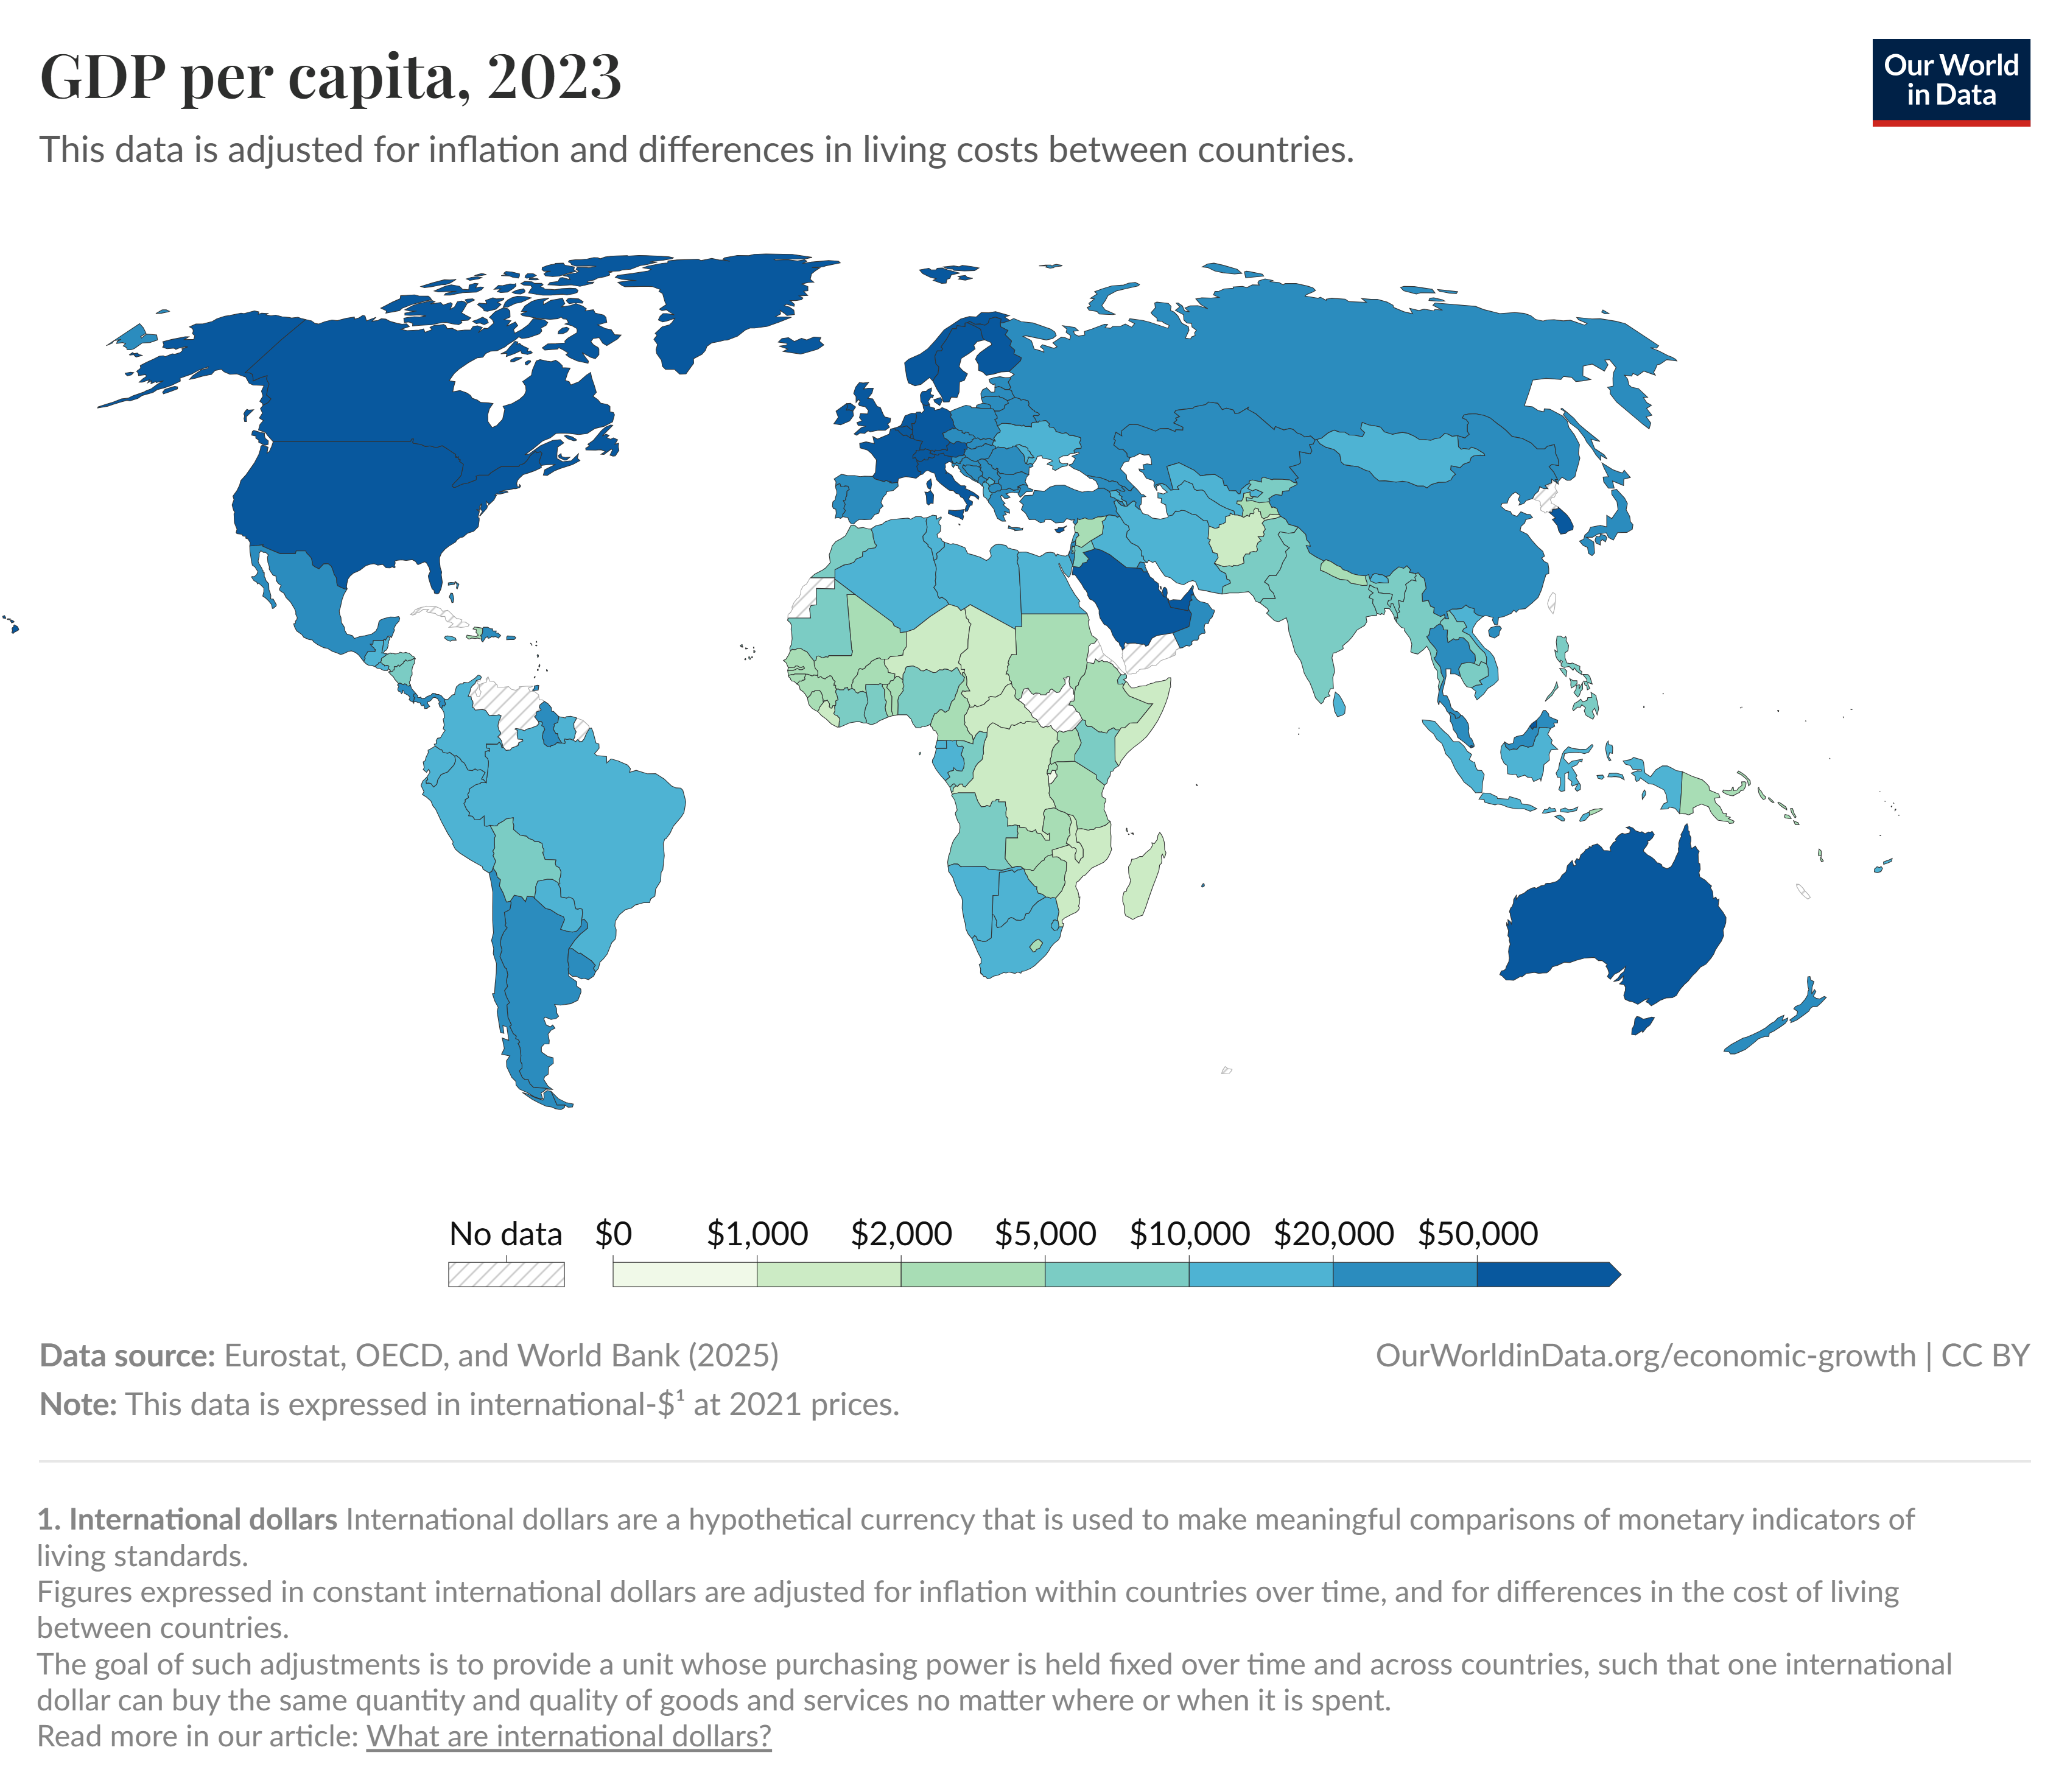 GDP per capita, 2023
Our World
in Data
This data is adjusted for inflation and differences in living costs between countries.
No data
$0
$1,000
$2,000
$5,000
$10,000
$20,000
$50,000
Data source: Eurostat, OECD, and World Bank (2025)
OurWorldinData.org/economic-growth | CC BY
Note: This data is expressed in international-$¹ at 2021 prices.
1. International dollars International dollars are a hypothetical currency that is used to make meaningful comparisons of monetary indicators of
living standards.
Figures expressed in constant international dollars are adjusted for inflation within countries over time, and for differences in the cost of living
between countries.
The goal of such adjustments is to provide a unit whose purchasing power is held fixed over time and across countries, such that one international
dollar can buy the same quantity and quality of goods and services no matter where or when it is spent.
Read more in our article: What are international dollars?